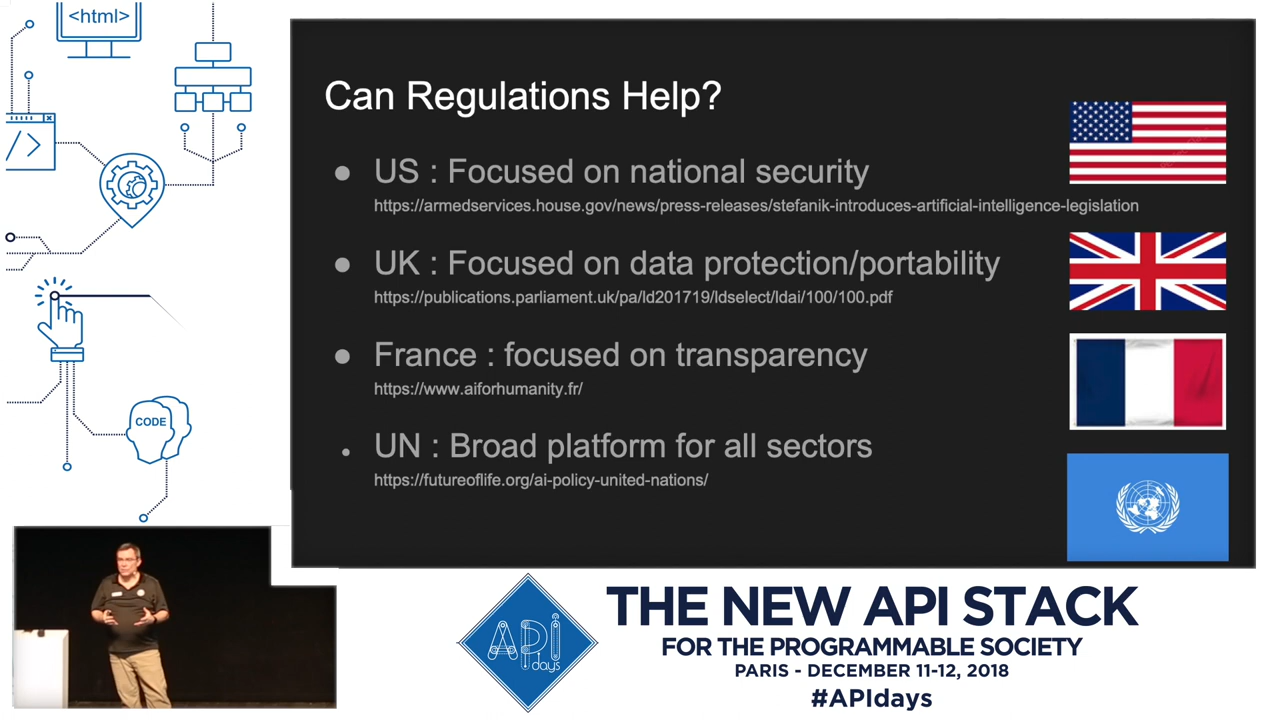 <html>
</>
CODE
Can Regulations Help?
• US : Focused on national security
https://armedservices.house.gov/news/press-releases/stefanik-introduces-artificial-intelligence-legislation
• UK : Focused on data protection/portability
https://publications.parliament.uk/pa/ld201719/ldselect/ldai/100/100.pdf
• France : focused on transparency
https://www.aiforhumanity.fr/
• UN : Broad platform for all sectors
https://futureoflife.org/ai-policy-united-nations/
API
days
THE NEW API STACK
FOR THE PROGRAMMABLE SOCIETY
PARIS - DECEMBER 11-12, 2018
#APIdays